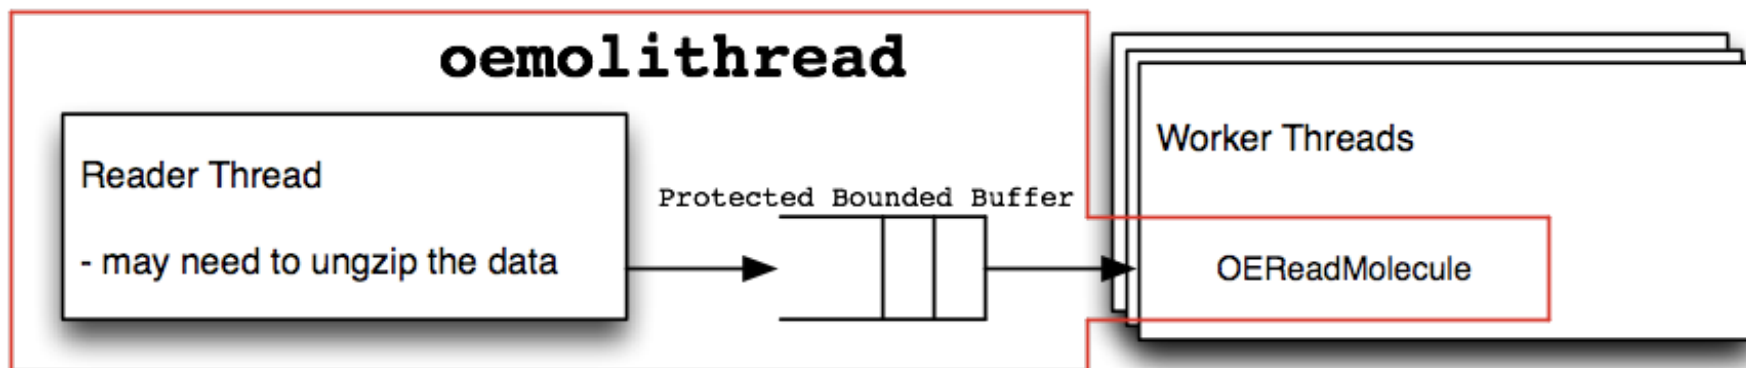 oemolithread
Reader Thread
- may need to ungzip the data
Protected Bounded Buffer
Worker Threads
OEReadMolecule